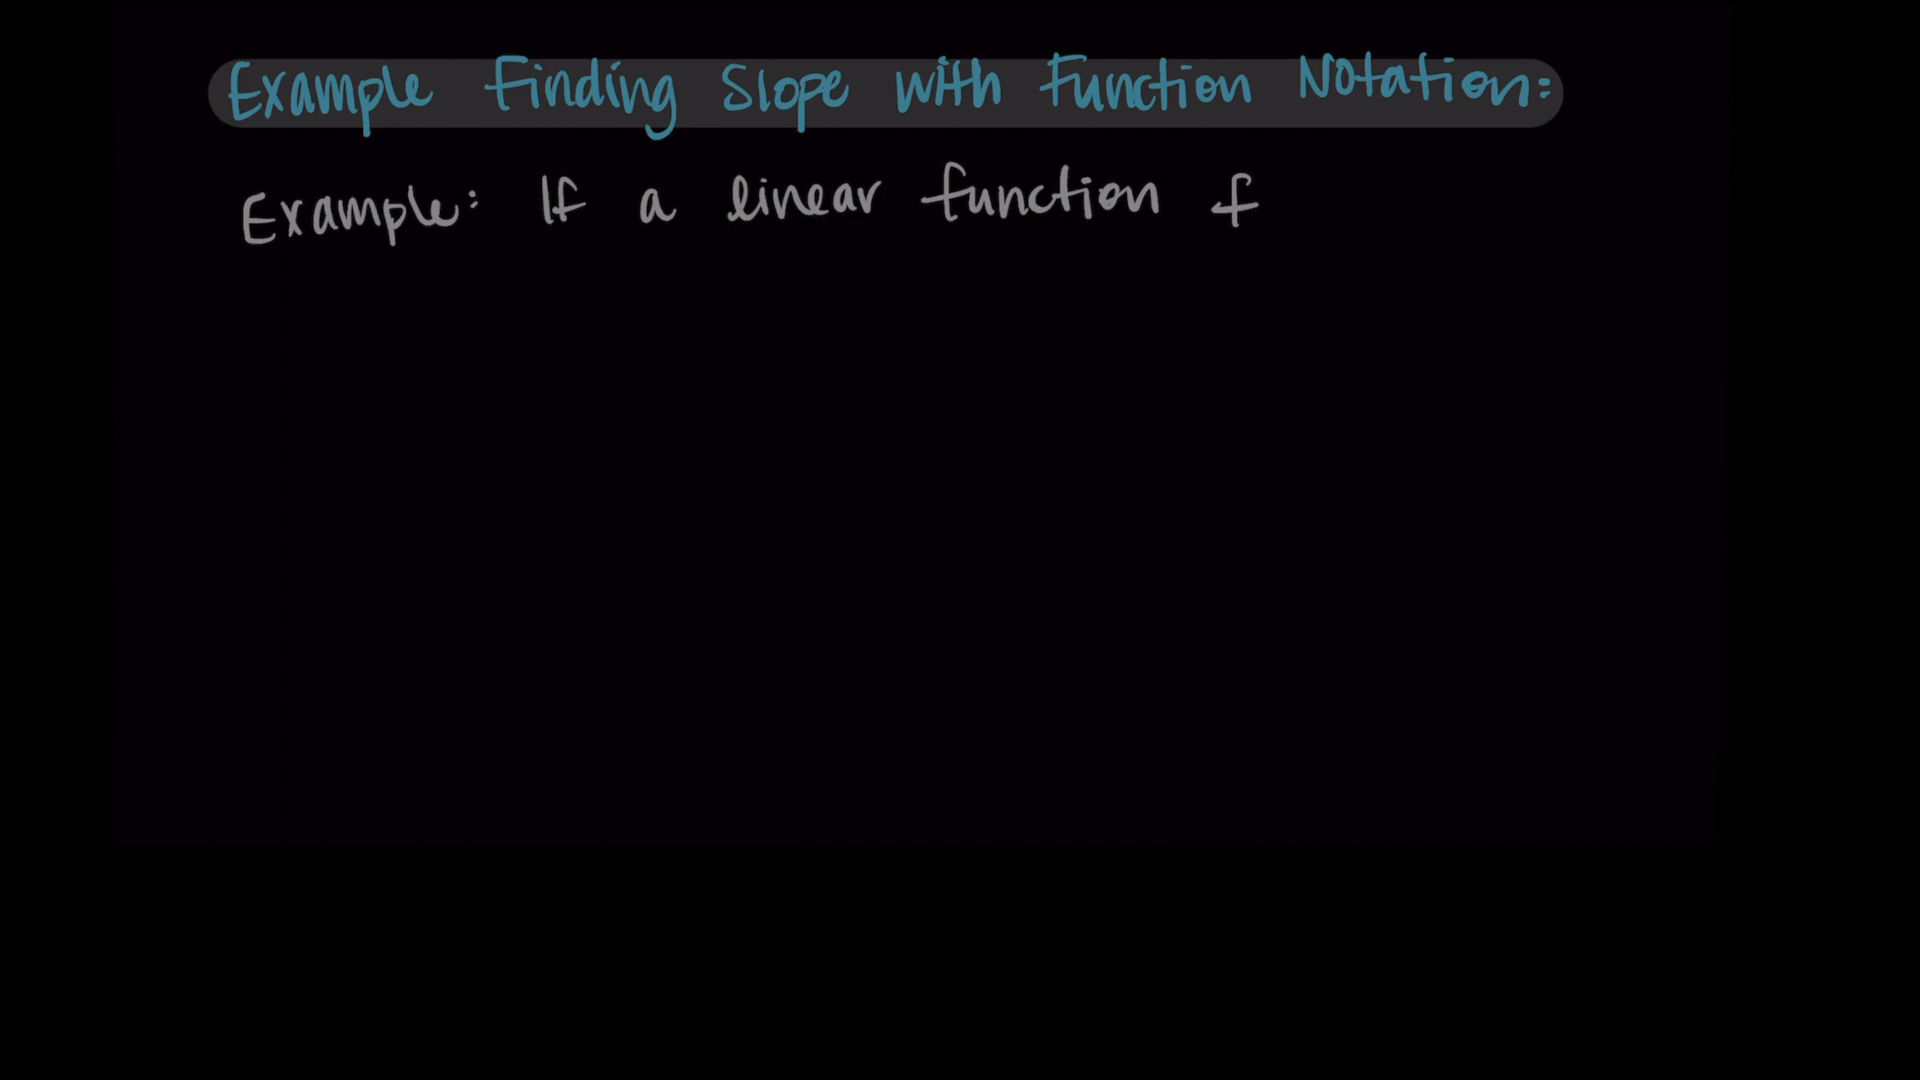 Example Finding Slope with Function Notation:
Example: If a linear function f